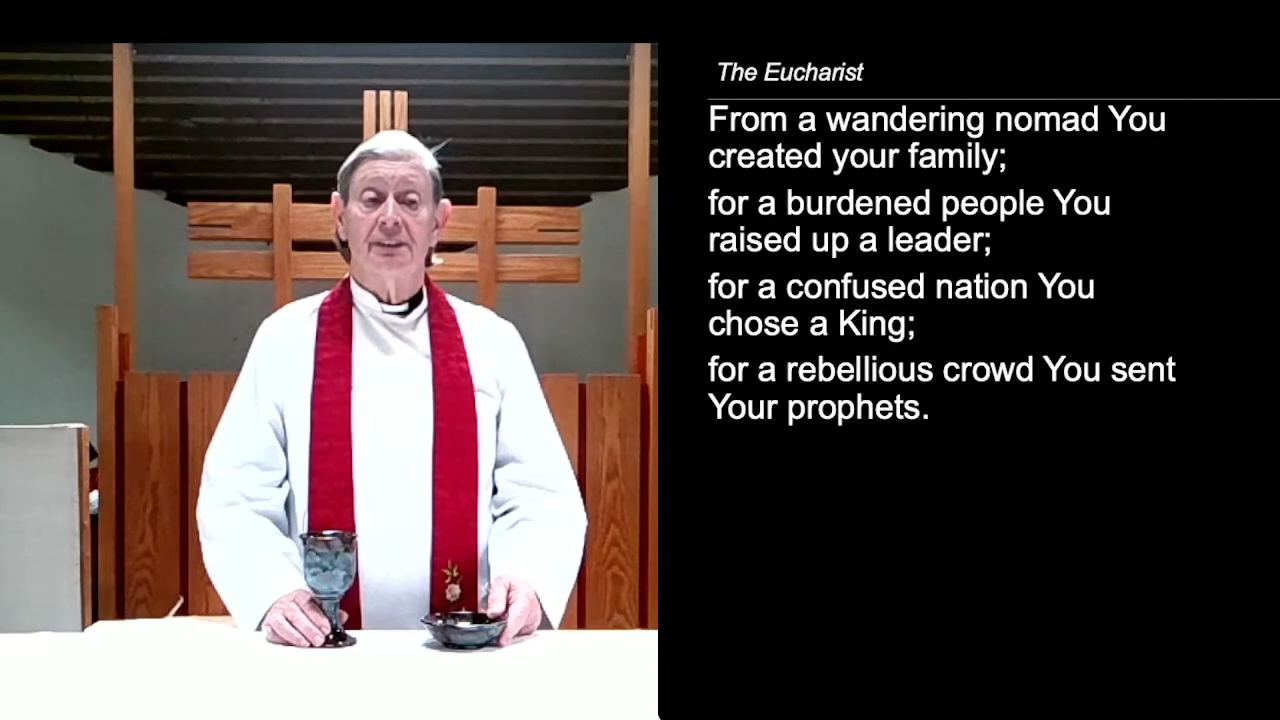 The Eucharist
From a wandering nomad You
created your family;
for a burdened people You
raised up a leader;
for a confused nation You
chose a King;
for a rebellious crowd You sent
Your prophets.